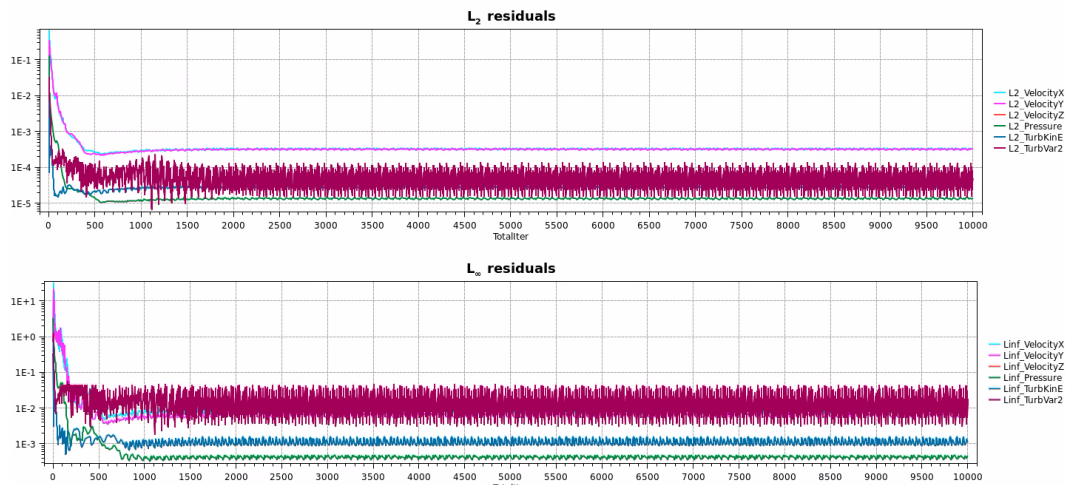 L₂ residuals
1E-1
1E-2
1E-3
1E-4
1E-5
0 500 1000 1500 2000 2500 3000 3500 4000 4500 5000 5500 6000 6500 7000 7500 8000 8500 9000 9500 10000
TotalIter
L2_VelocityX
L2_VelocityY
L2_VelocityZ
L2_Pressure
L2_TurbKinE
L2_TurbVar2
L∞ residuals
1E+1
1E+0
1E-1
1E-2
1E-3
0 500 1000 1500 2000 2500 3000 3500 4000 4500 5000 5500 6000 6500 7000 7500 8000 8500 9000 9500 10000
Linf_VelocityX
Linf_VelocityY
Linf_VelocityZ
Linf_Pressure
Linf_TurbKinE
Linf_TurbVar2